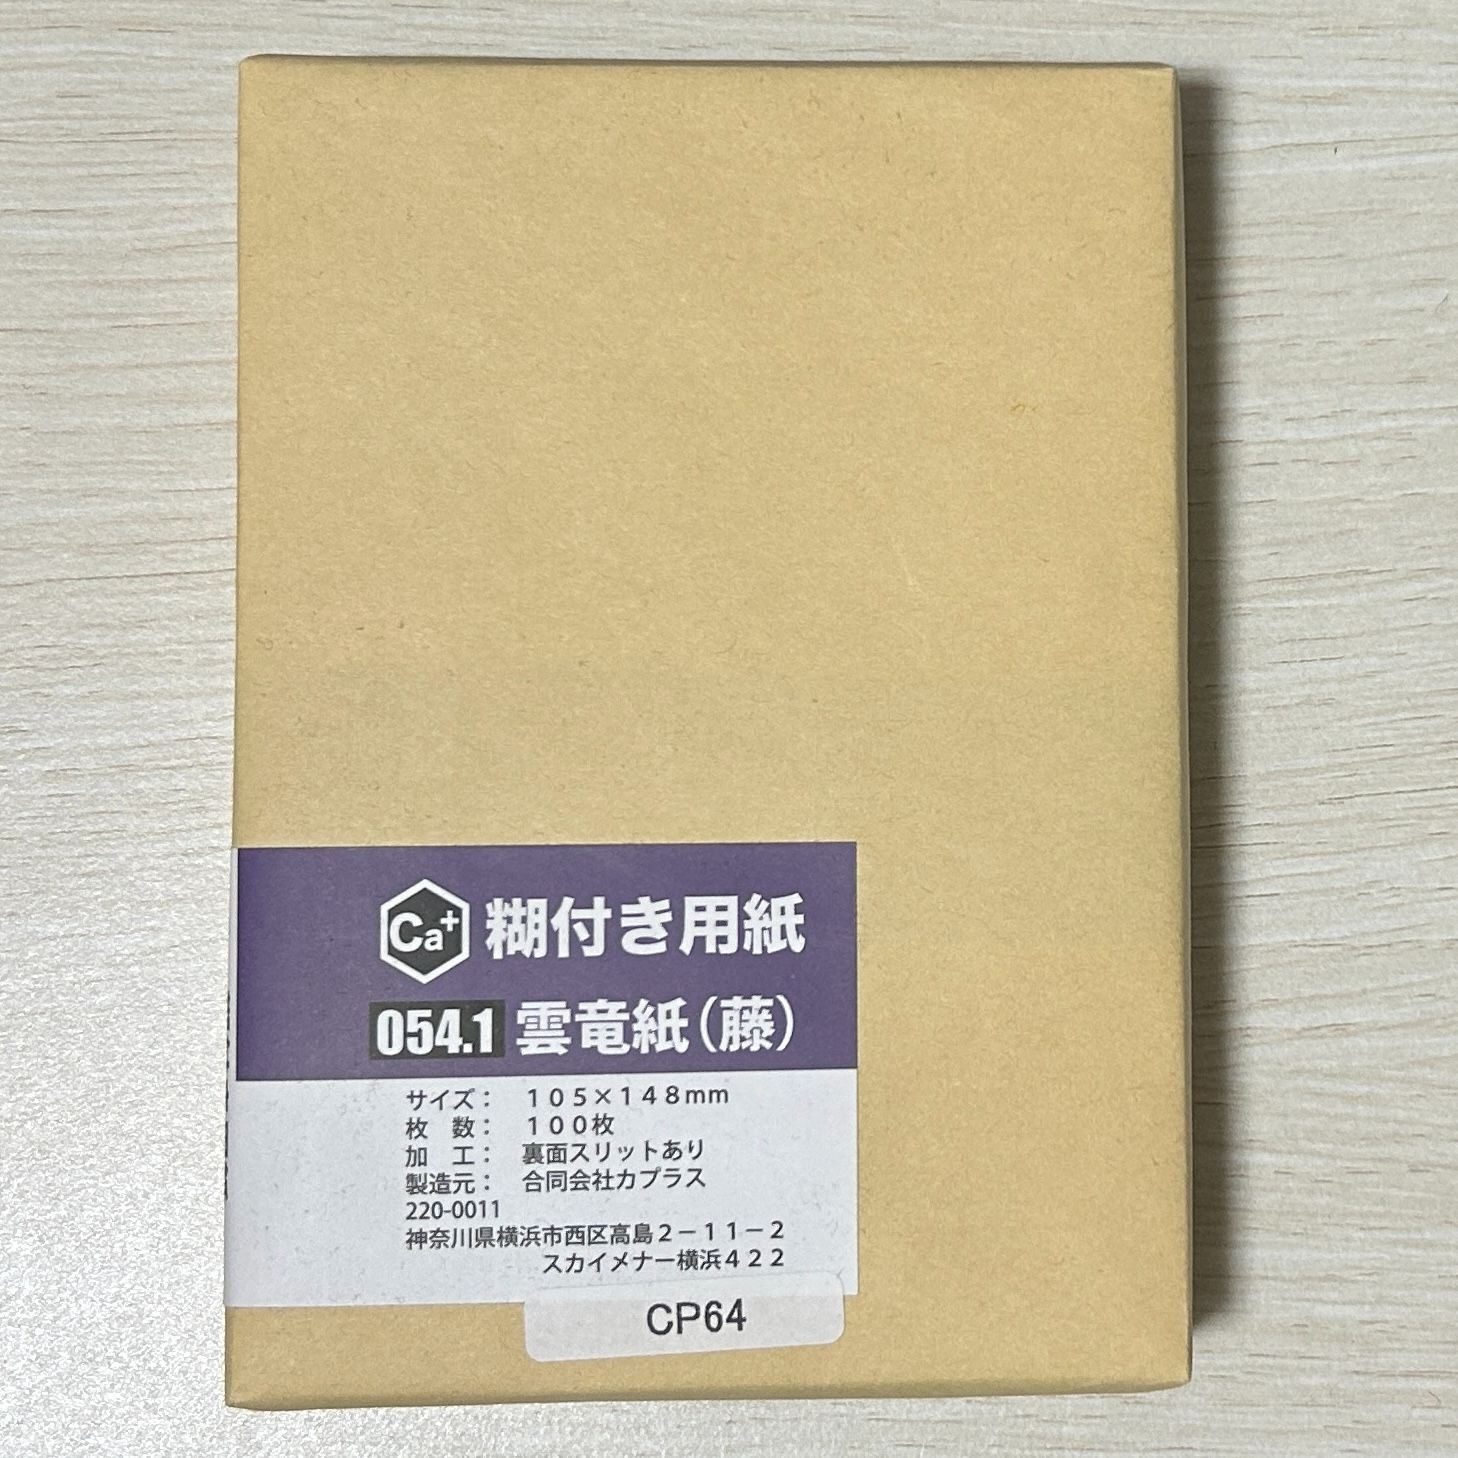 Ca+ 糊付き用紙
054.1 雲竜紙(藤)
サイズ： １０５×１４８mm
枚　数： １００枚
加　工： 裏面スリットあり
製造元： 合同会社カプラス
220-0011
神奈川県横浜市西区高島２－１１－２
スカイメナー横浜４２２
CP64